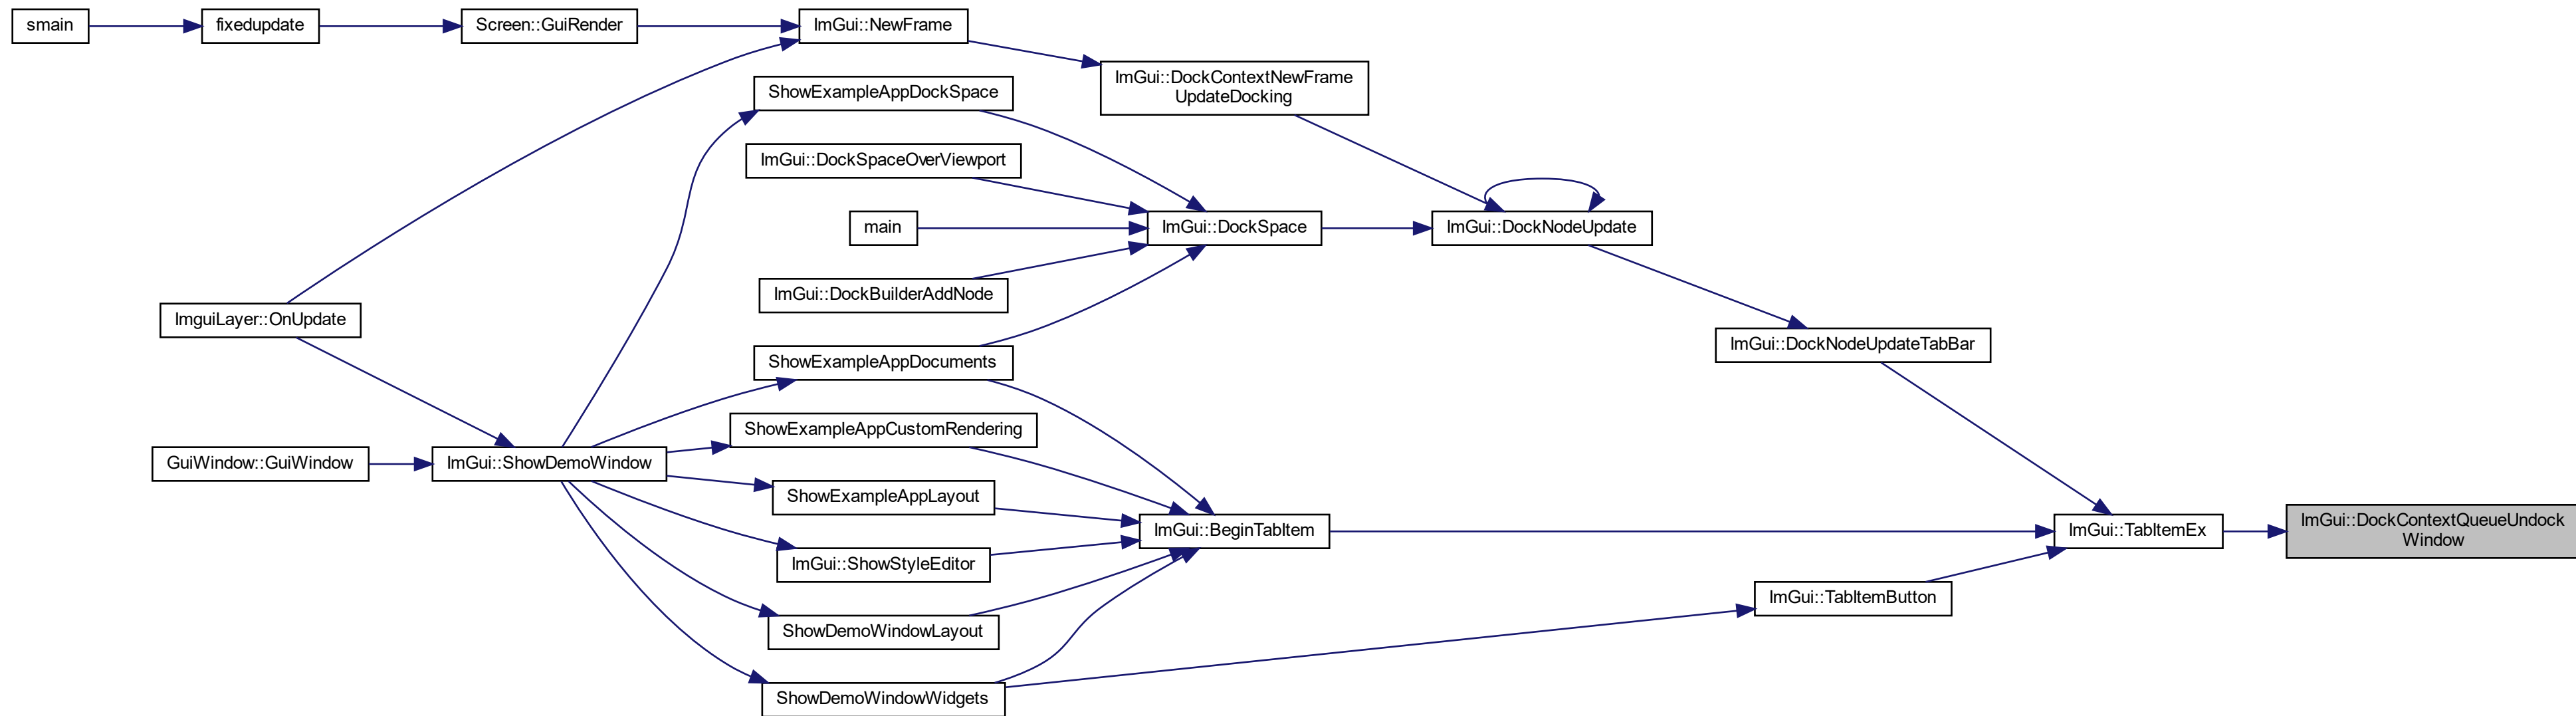 smain
fixedupdate
Screen::GuiRender
ImGui::NewFrame
ImGui::DockContextNewFrame
UpdateDocking
ShowExampleAppDockSpace
ImGui::DockSpaceOverViewport
main
ImGui::DockSpace
ImGui::DockNodeUpdate
ImGui::DockBuilderAddNode
ImguiLayer::OnUpdate
ImGui::DockNodeUpdateTabBar
ShowExampleAppDocuments
ShowExampleAppCustomRendering
GuiWindow::GuiWindow
ImGui::ShowDemoWindow
ShowExampleAppLayout
ImGui::BeginTabItem
ImGui::TabItemEx
ImGui::DockContextQueueUndock
Window
ImGui::ShowStyleEditor
ImGui::TabItemButton
ShowDemoWindowLayout
ShowDemoWindowWidgets